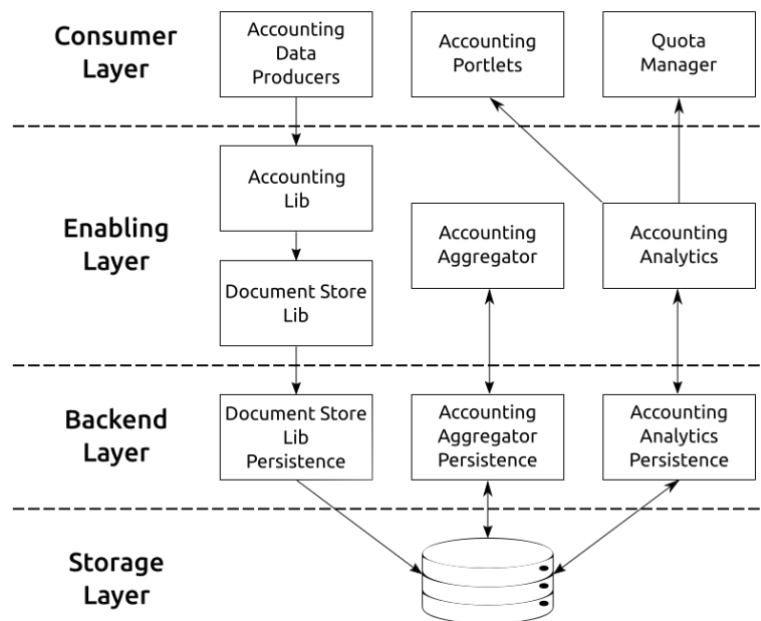 Consumer
Layer
Accounting
Data
Producers
Accounting
Portlets
Quota
Manager
Enabling
Layer
Accounting
Lib
Document Store
Lib
Accounting
Aggregator
Accounting
Analytics
Backend
Layer
Document Store
Lib
Persistence
Accounting
Aggregator
Persistence
Accounting
Analytics
Persistence
Storage
Layer